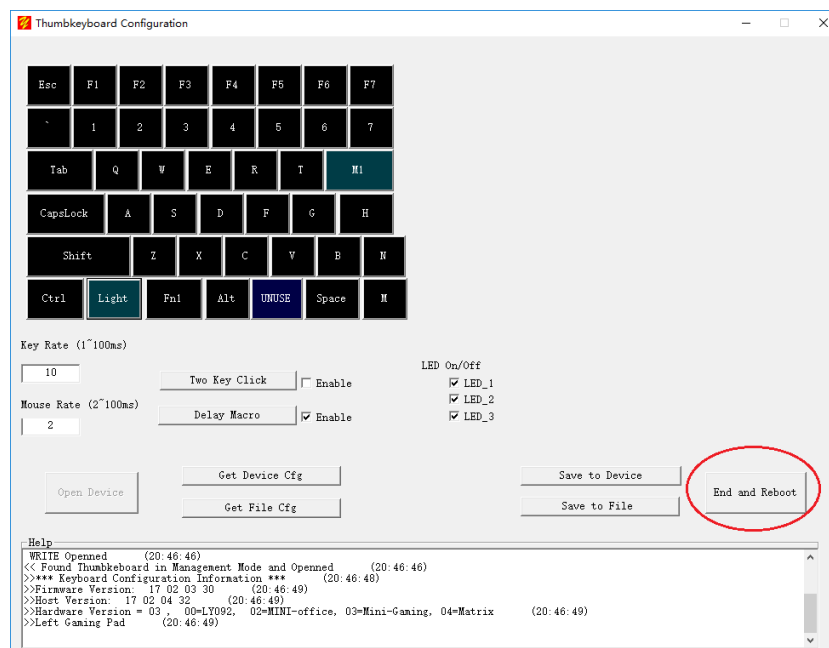 Thumbkeyboard Configuration
Esc F1 F2 F3 F4 F5 F6 F7
` 1 2 3 4 5 6 7
Tab Q W E R T M1
CapsLock A S D F G H
Shift Z X C V B N
Ctrl Light Fn1 Alt UNUSE Space M
Key Rate (1~100ms)
10
Two Key Click Enable
Mouse Rate (2~100ms)
2
Delay Macro Enable
LED On/Off
LED_1
LED_2
LED_3
Open Device
Get Device Cfg
Get File Cfg
Save to Device
Save to File
End and Reboot
Help
WRITE Openned (20:46:46)
<< Found Thumbkeboard in Management Mode and Openned (20:46:46)
>>*** Keyboard Configuration Information *** (20:46:48)
>>Firmware Version: 17 02 03 30 (20:46:49)
>>Host Version: 17 02 04 32 (20:46:49)
>>Hardware Version = 03 , 00=LY092, 02=MINI-office, 03=Mini-Gaming, 04=Matrix (20:46:49)
>>Left Gaming Pad (20:46:49)